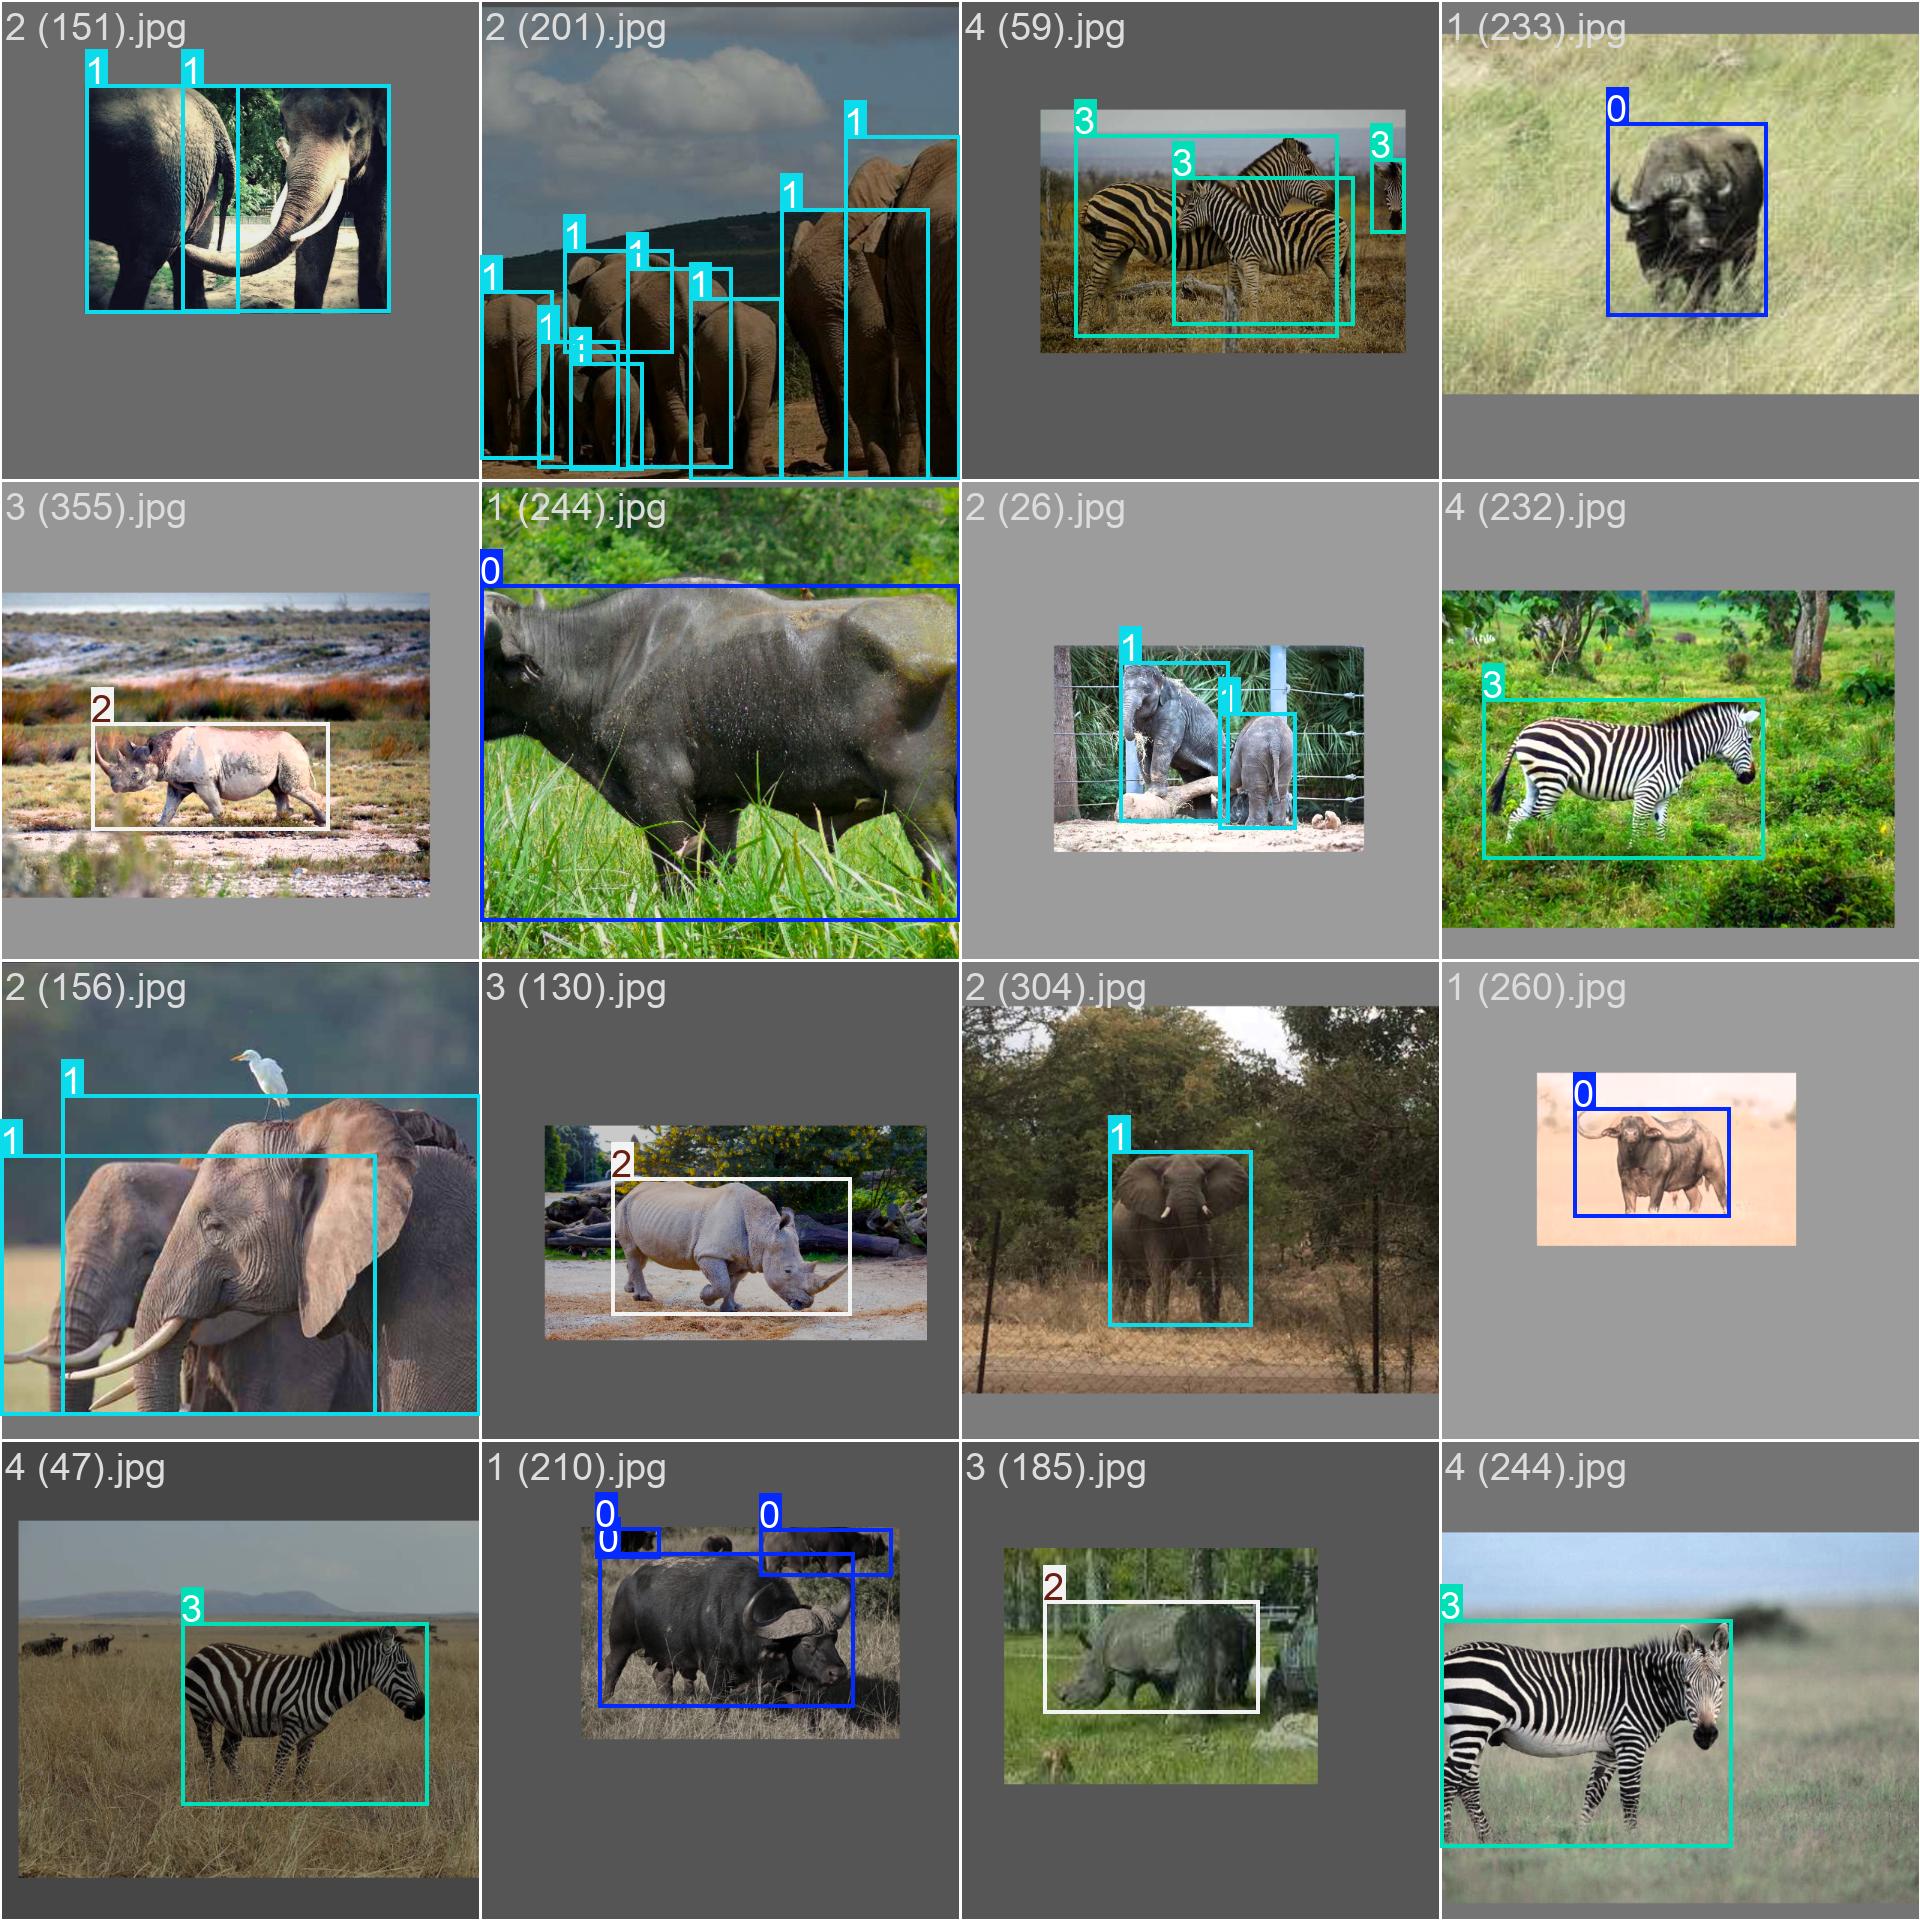 2 (151).jpg
1 1
2 (201).jpg
1
1
1
1
1
1
1
1
4 (59).jpg
3
3
3
1 (233).jpg
0
3 (355).jpg
2
1 (244).jpg
0
2 (26).jpg
1
1
4 (232).jpg
3
2 (156).jpg
1
1
3 (130).jpg
2
2 (304).jpg
1
1 (260).jpg
0
4 (47).jpg
3
1 (210).jpg
0 0
0
3 (185).jpg
2
4 (244).jpg
3